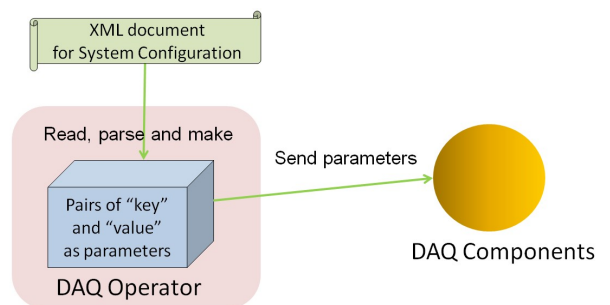 XML document
for System Configuration
Read, parse and make
Send parameters
Pairs of “key”
and “value”
as parameters
DAQ Operator
DAQ Components